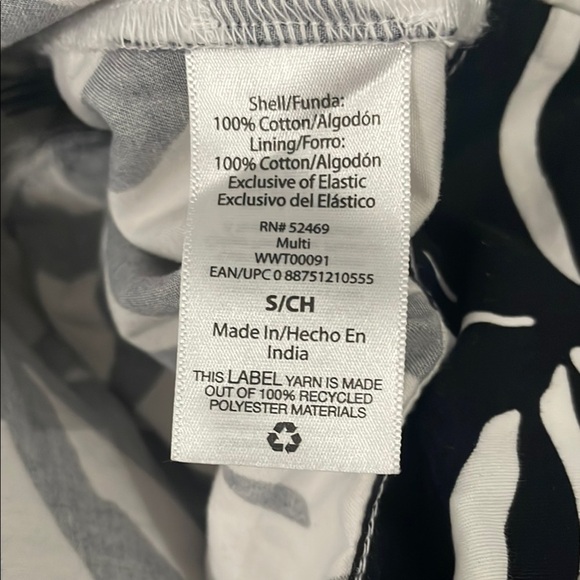 Shell/Funda:
100% Cotton/Algodón
Lining/Forro:
100% Cotton/Algodón
Exclusive of Elastic
Exclusivo del Elástico
RN# 52469
Multi
WWT00091
EAN/UPC 0 88751210555
S/CH
Made In/Hecho En
India
THIS LABEL YARN IS MADE
OUT OF 100% RECYCLED
POLYESTER MATERIALS